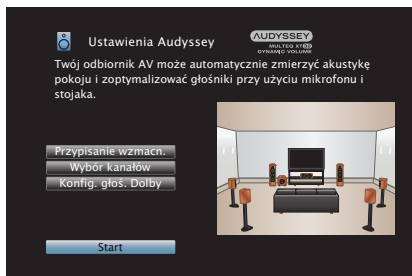 Ustawienia Audyssey
AUDYSSEY
MULTEQ XT32
DYNAMIC VOLUME
Twój odbiornik AV może automatycznie zmierzyć akustykę
pokoju i zoptymalizować głośniki przy użyciu mikrofonu i
stojaka.
Przypisanie wzmacn.
Wybór kanałów
Konfig. głoś. Dolby
Start